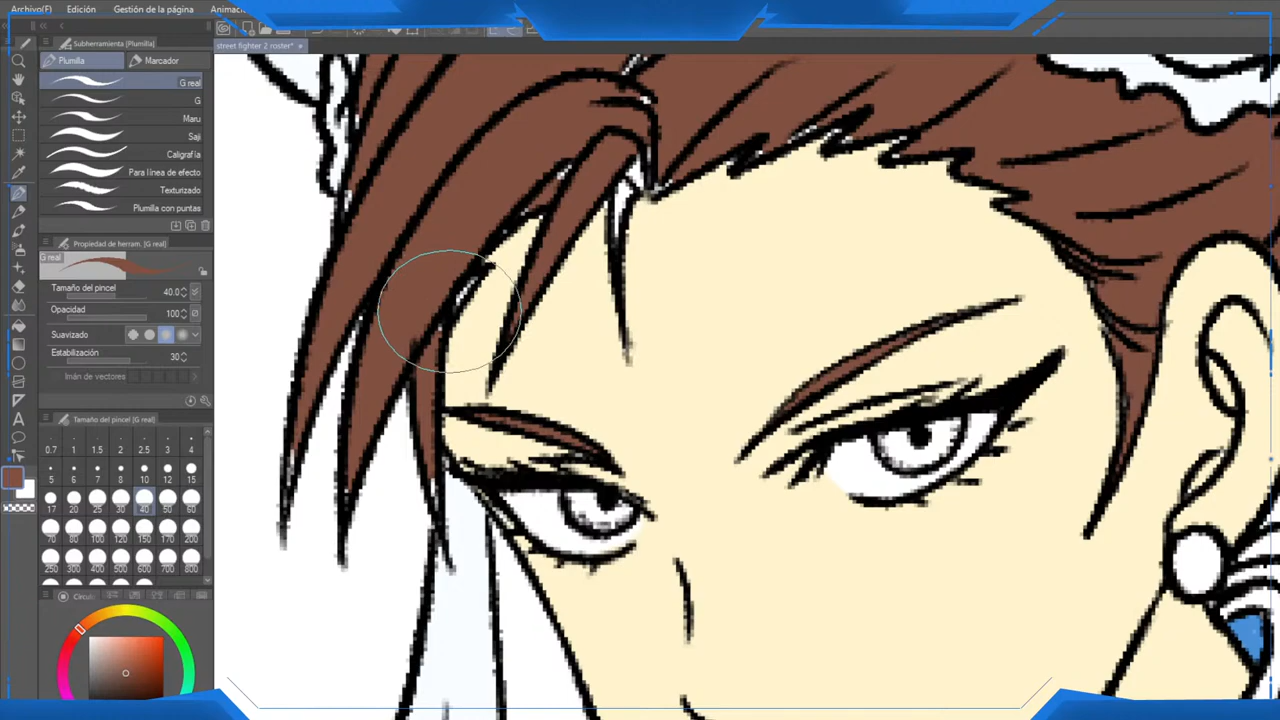 Archivo(F) Edición Gestión de la página Animaci
street fighter 2 roster*
Subherramienta [Plumilla]
Plumilla Marcador
G real
G
Maru
Saji
Caligrafía
Para línea de efecto
Texturizado
Plumilla con puntas
Propiedad de herram. [G real]
G real
Tamaño del pincel 40.0
Opacidad 100
Suavizado
Estabilización 30
Imán de vectores
Tamaño del pincel [G real]
0.7 1 1.5 2 2.5 3 4
5 6 7 8 10 12 15
17 20 25 30 40 50 60
70 80 100 120 150 170 200
250 300 400 500 600 700 800
Círcul